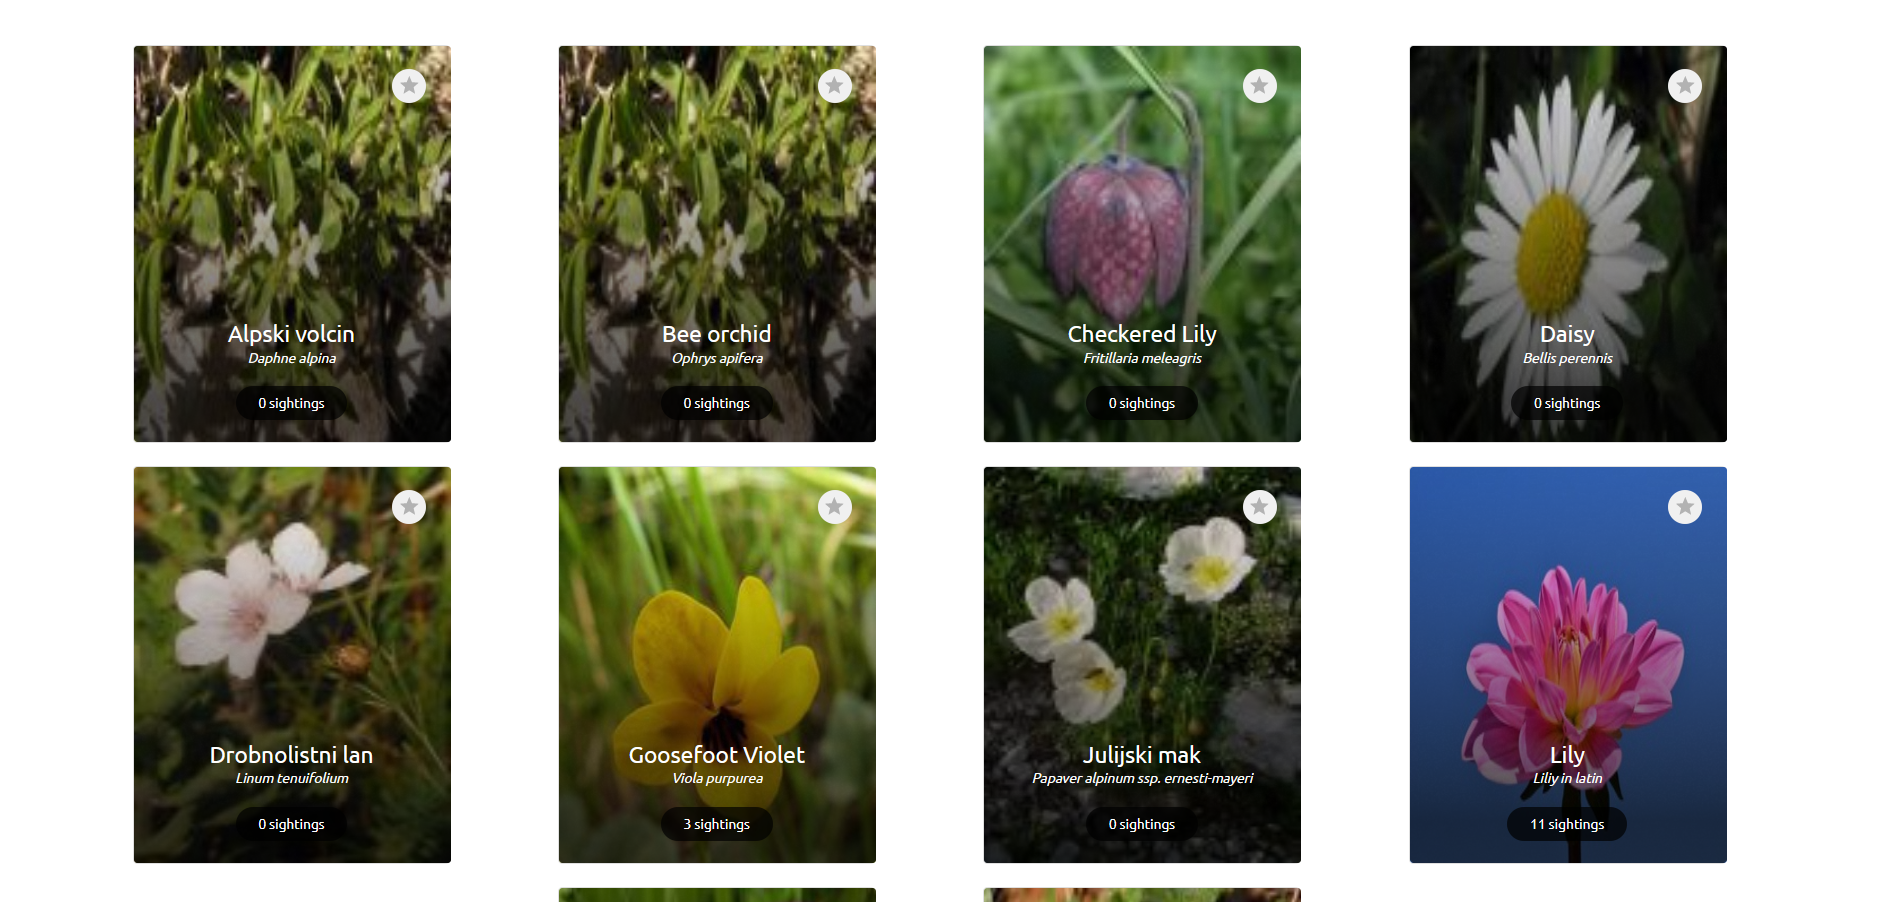 Alpski volcin
Daphne alpina
0 sightings
Bee orchid
Ophrys apifera
0 sightings
Checkered Lily
Fritillaria meleagris
0 sightings
Daisy
Bellis perennis
0 sightings
Drobnolistni lan
Linum tenuifolium
0 sightings
Goosefoot Violet
Viola purpurea
3 sightings
Julijski mak
Papaver alpinum ssp. ernesti-mayeri
0 sightings
Lily
Liliy in latin
11 sightings